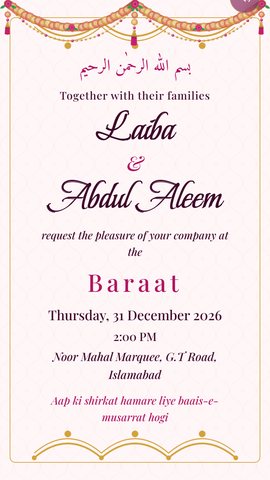 بسم الله الرحمٰن الرحيم
Together with their families
Laiba
&
Abdul Aleem
request the pleasure of your company at
the
Baraat
Thursday, 31 December 2026
2:00 PM
Noor Mahal Marquee, G.T Road,
Islamabad
Aap ki shirkat hamare liye baais-e-
musarrat hogi